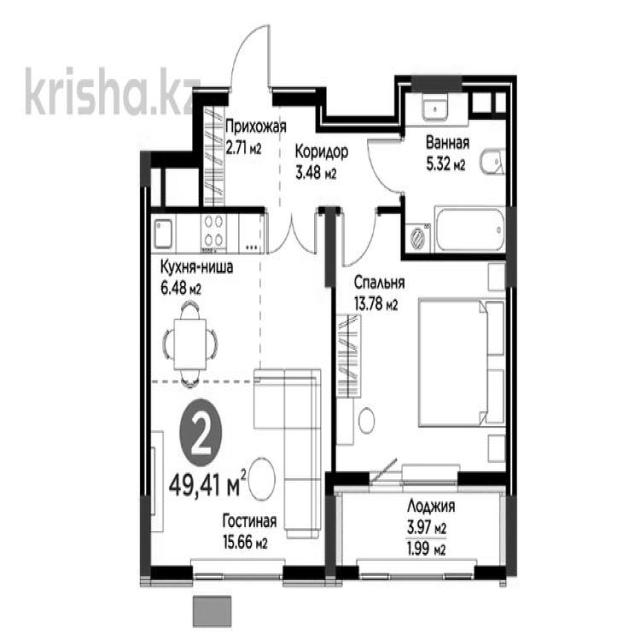 krisha.kz
Прихожая
2.71 м2
Коридор
3.48 м2
Ванная
5.32 м2
Кухня-ниша
6.48 м2
Спальня
13.78 м2
2
49,41 м2
Гостиная
15.66 м2
Лоджия
3.97 м2
1.99 м2